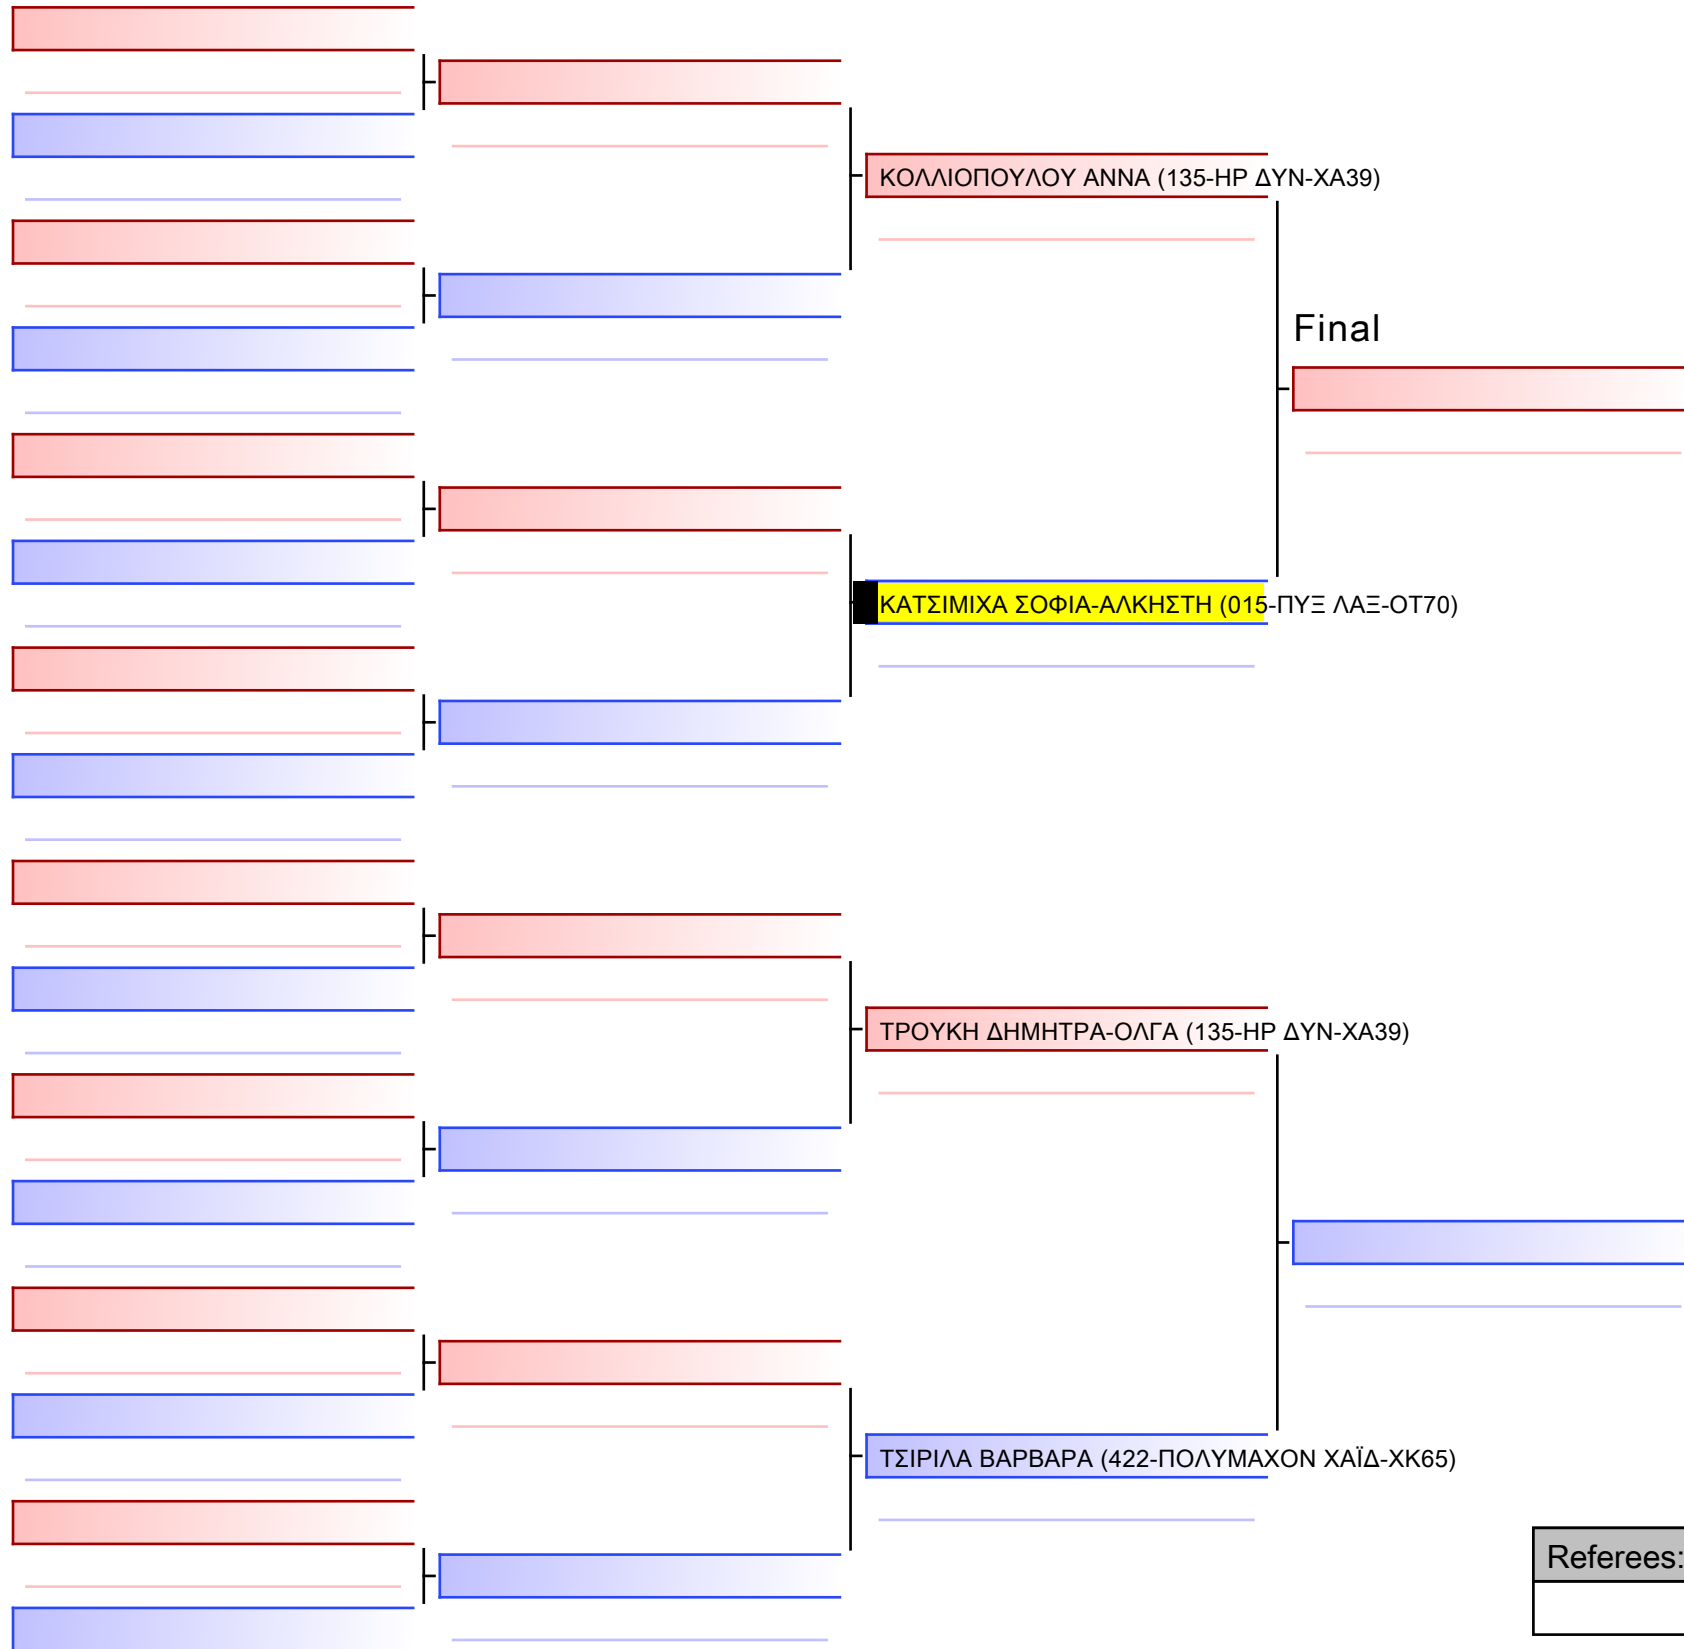 ΚΟΛΛΙΟΠΟΥΛΟΥ ΑΝΝΑ (135-ΗΡ ΔΥΝ-ΧΑ39)
Final
ΚΑΤΣΙΜΙΧΑ ΣΟΦΙΑ-ΑΛΚΗΣΤΗ (015-ΠΥΞ ΛΑΞ-ΟΤ70)
ΤΡΟΥΚΗ ΔΗΜΗΤΡΑ-ΟΛΓΑ (135-ΗΡ ΔΥΝ-ΧΑ39)
ΤΣΙΡΙΛΑ ΒΑΡΒΑΡΑ (422-ΠΟΛΥΜΑΧΟΝ ΧΑΪΔ-ΧΚ65)
Referees: